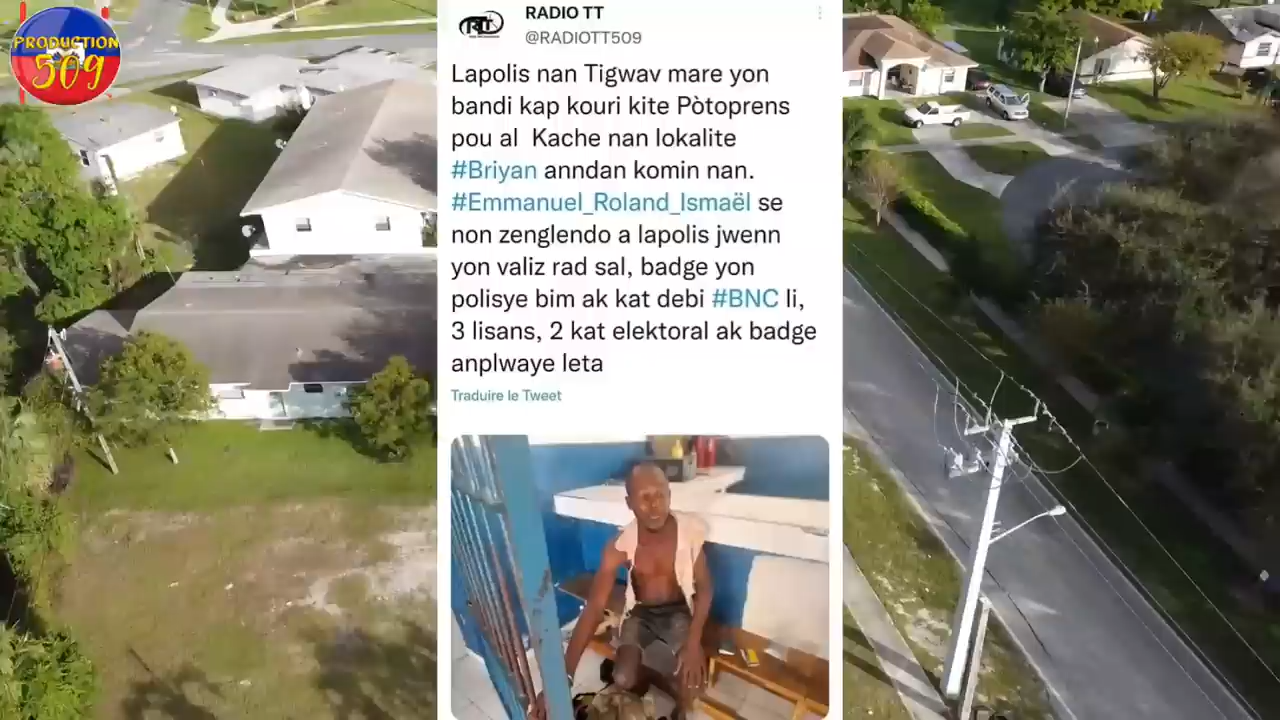 PRODUCTION
509
RTT
RADIO TT
@RADIOTT509
Lapolis nan Tigwav mare yon
bandi kap kouri kite Pòtoprens
pou al Kache nan lokalite
#Briyan anndan komin nan.
#Emmanuel_Roland_Ismaël se
non zenglendo a lapolis jwenn
yon valiz rad sal, badge yon
polisye bim ak kat debi #BNC li,
3 lisans, 2 kat elektoral ak badge
anplwaye leta
Traduire le Tweet